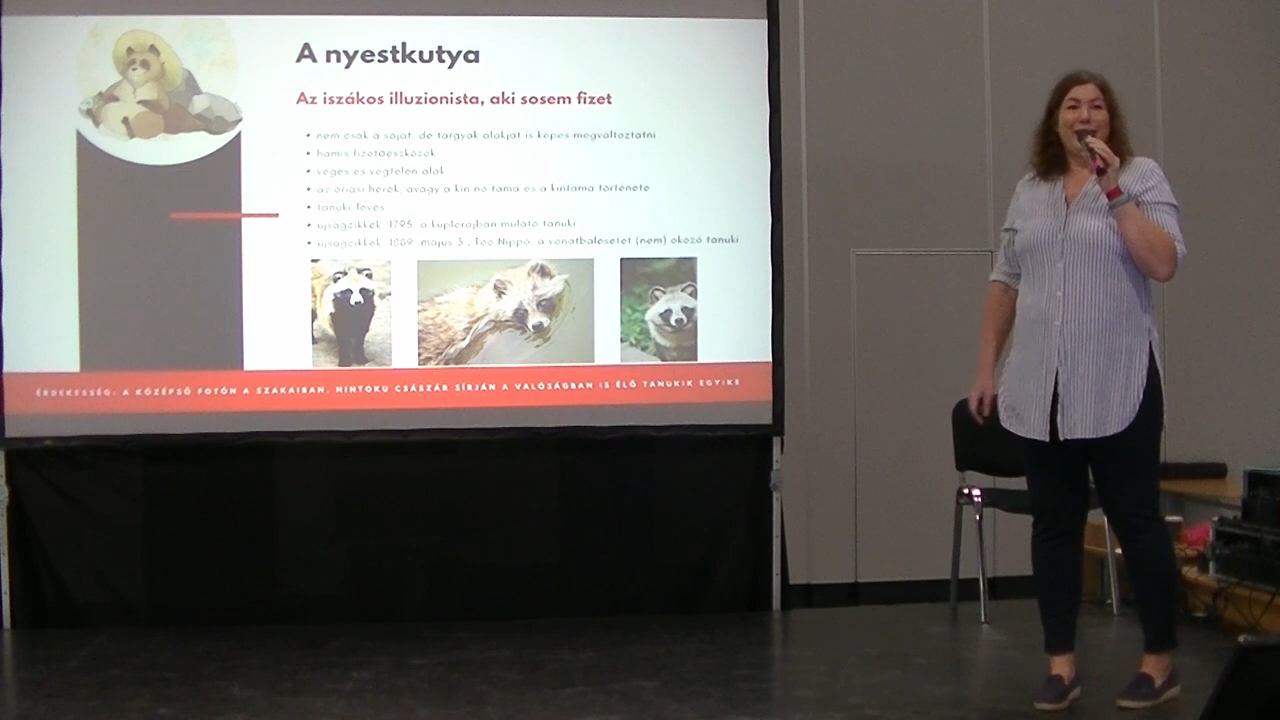 A nyestkutya
Az iszákos illuzionista, aki sosem fizet
• nem csak a saját, de tárgyak alakját is képes megváltoztatni
• hamis fizetőeszközök
• véges és végtelen alak
• az óriási herék, avagy a kin no tama és a kintama története
• tanuki leves
• újságcikkek: 1795, a kuplerájban mulató tanuki
• újságcikkek: 1889. május 3., Tóó Nippó, a vonatbalesetet (nem) okozó tanuki
ÉRDEKESSÉG: A KÖZÉPSŐ FOTÓN A SZAKAIBAN, NINTOKU CSÁSZÁR SÍRJÁN A VALÓSÁGBAN IS ÉLŐ TANUKIK EGYIKE